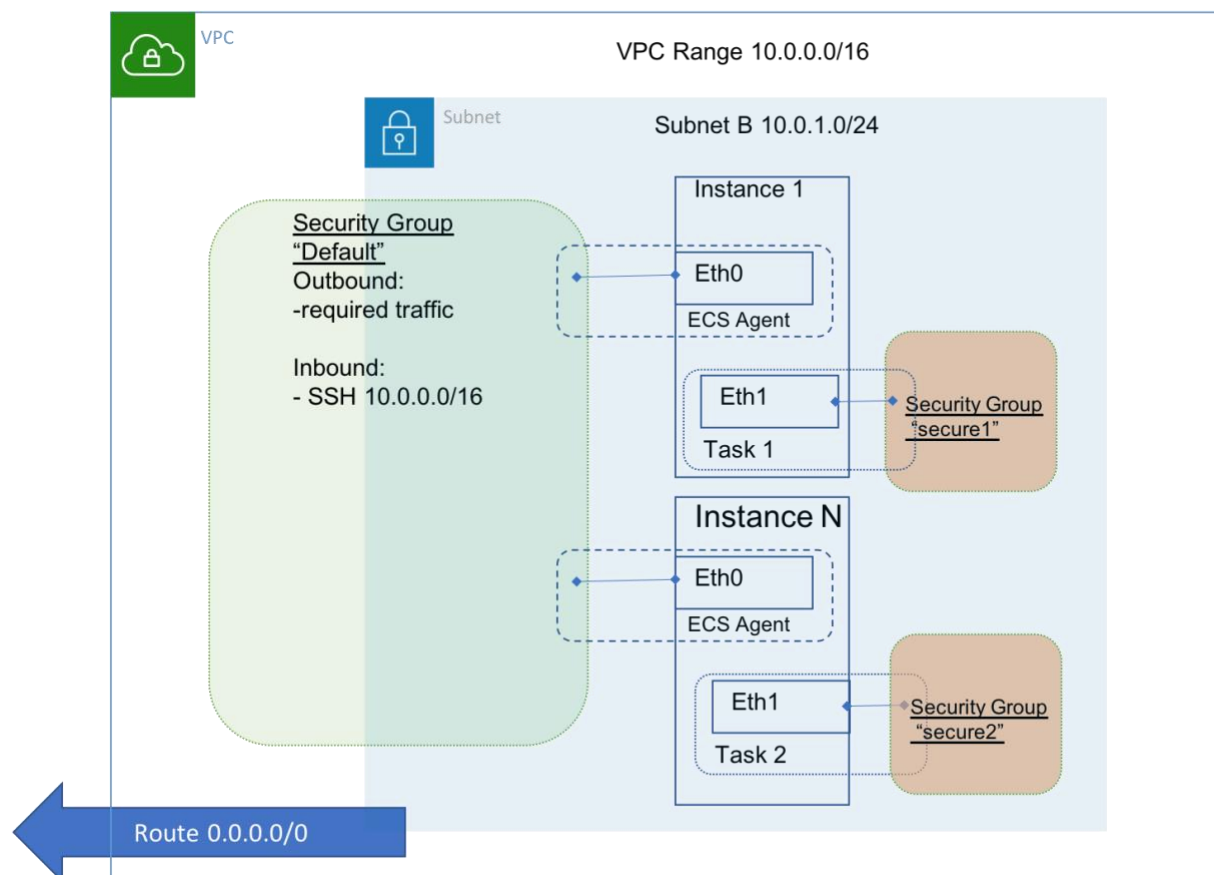 VPC
VPC Range 10.0.0.0/16
Subnet
Subnet B 10.0.1.0/24
Security Group
“Default”
Outbound:
-required traffic
Inbound:
- SSH 10.0.0.0/16
Instance 1
Eth0
ECS Agent
Eth1
Task 1
Security Group
“secure1”
Instance N
Eth0
ECS Agent
Eth1
Task 2
Security Group
“secure2”
Route 0.0.0.0/0